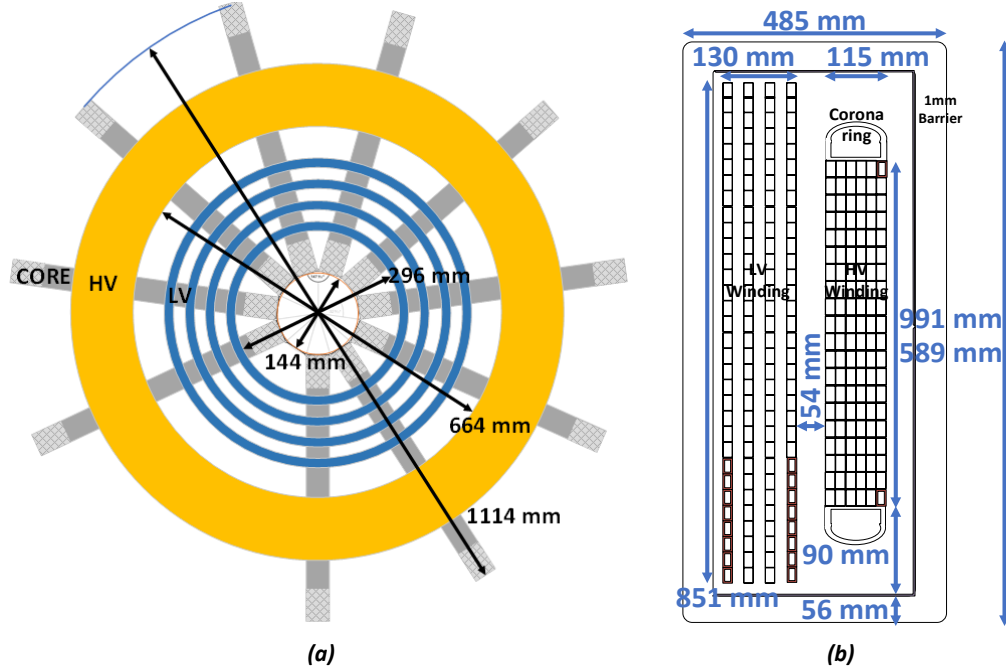 CORE
HV
LV
296 mm
144 mm
664 mm
1114 mm
(a)
485 mm
130 mm
115 mm
1mm
Barrier
Corona
ring
LV
Winding
HV
Winding
54 mm
991 mm
589 mm
90 mm
851 mm
56 mm
(b)